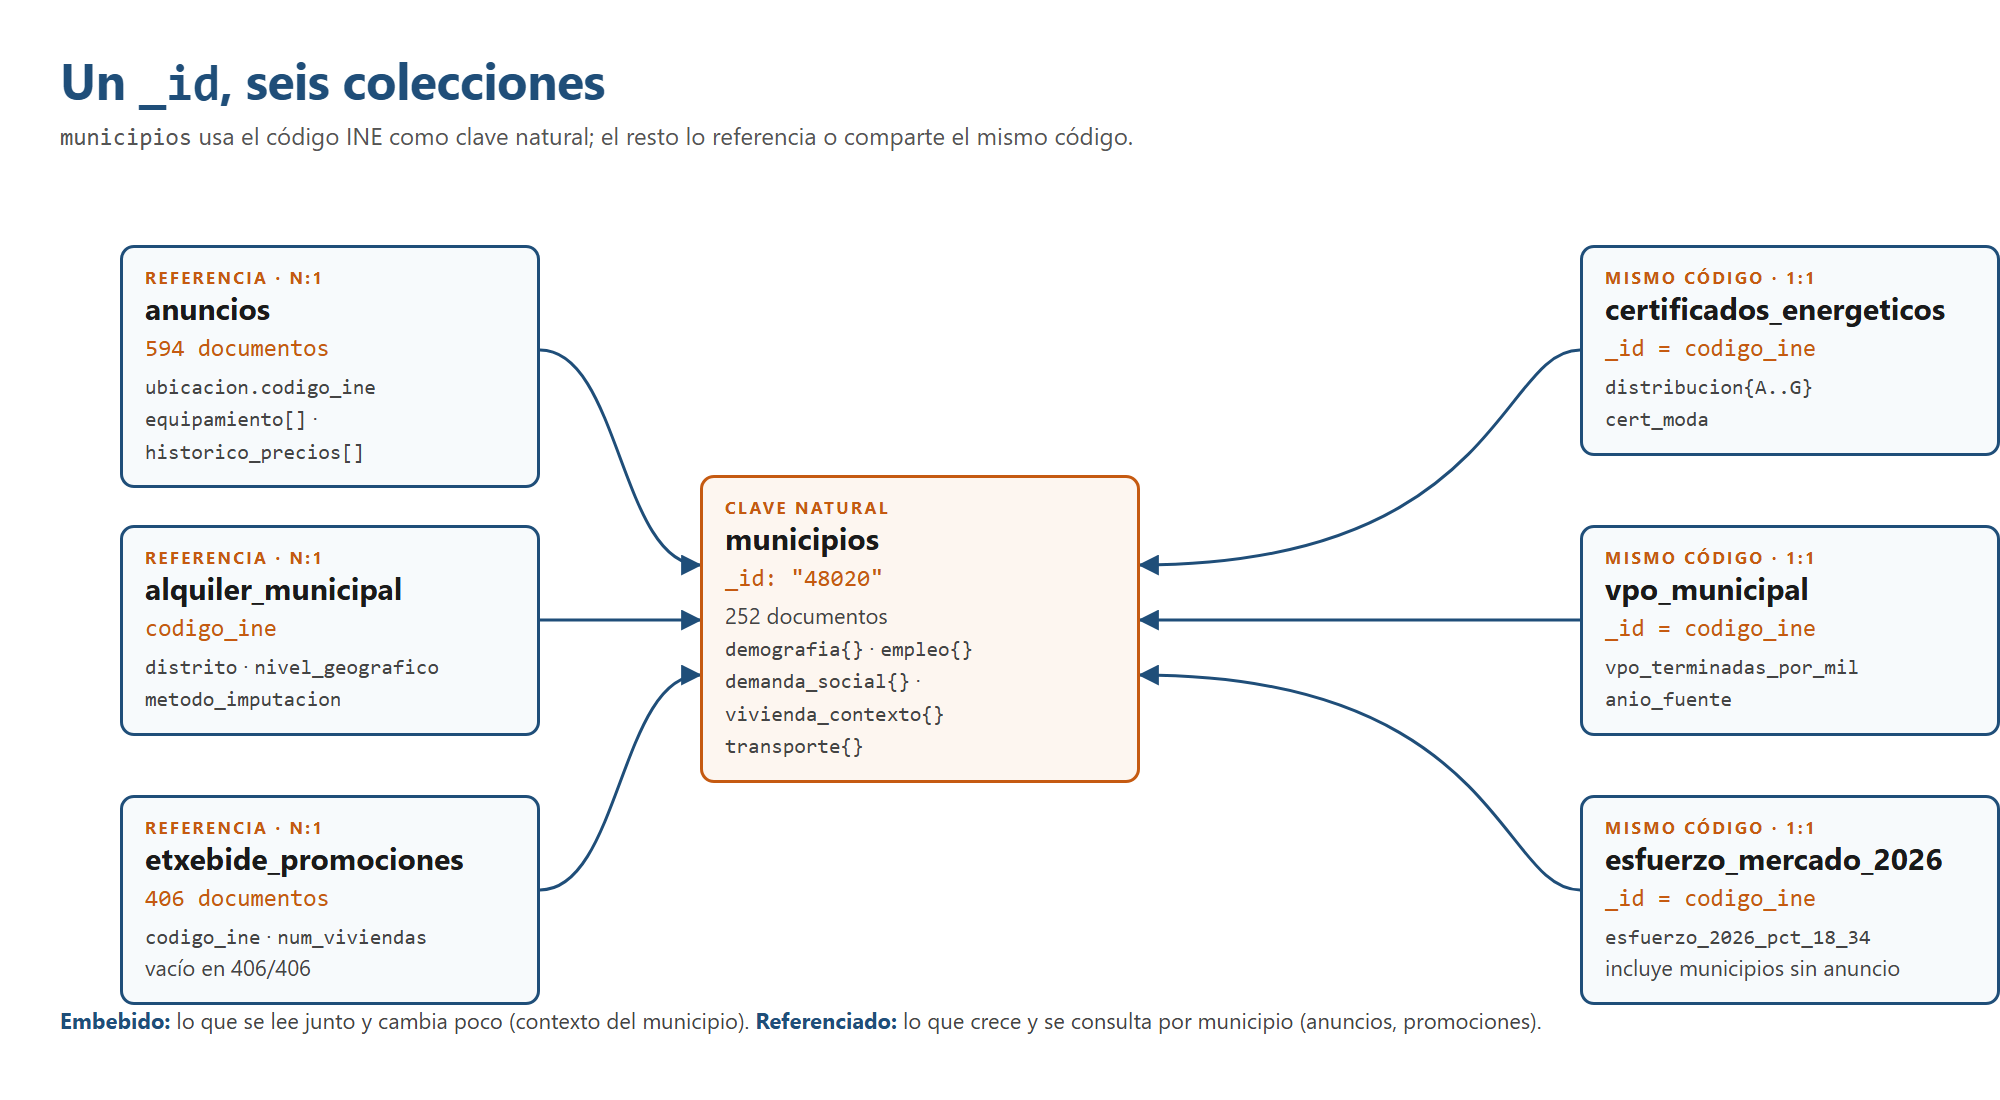 Un _id, seis colecciones
municipios usa el código INE como clave natural; el resto lo referencia o comparte el mismo código.
REFERENCIA · N:1
anuncios
594 documentos
ubicacion.codigo_ine
equipamiento[] ·
historico_precios[]
REFERENCIA · N:1
alquiler_municipal
codigo_ine
distrito · nivel_geografico
metodo_imputacion
REFERENCIA · N:1
etxebide_promociones
406 documentos
codigo_ine · num_viviendas
vacío en 406/406
CLAVE NATURAL
municipios
_id: "48020"
252 documentos
demografia{} · empleo{}
demanda_social{} ·
vivienda_contexto{}
transporte{}
MISMO CÓDIGO · 1:1
certificados_energeticos
_id = codigo_ine
distribucion{A..G}
cert_moda
MISMO CÓDIGO · 1:1
vpo_municipal
_id = codigo_ine
vpo_terminadas_por_mil
anio_fuente
MISMO CÓDIGO · 1:1
esfuerzo_mercado_2026
_id = codigo_ine
esfuerzo_2026_pct_18_34
incluye municipios sin anuncio
Embebido: lo que se lee junto y cambia poco (contexto del municipio). Referenciado: lo que crece y se consulta por municipio (anuncios, promociones).